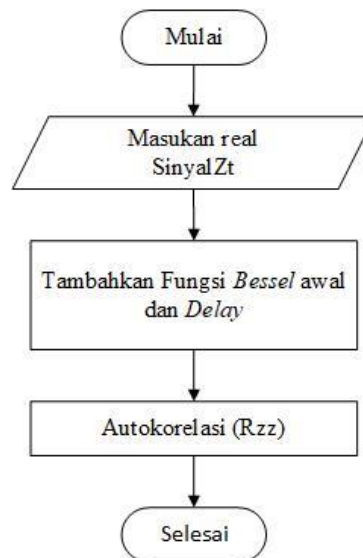 Mulai
Masukan real
SinyalZt
Tambahkan Fungsi Bessel awal
dan Delay
Autokorelasi (Rzz)
Selesai